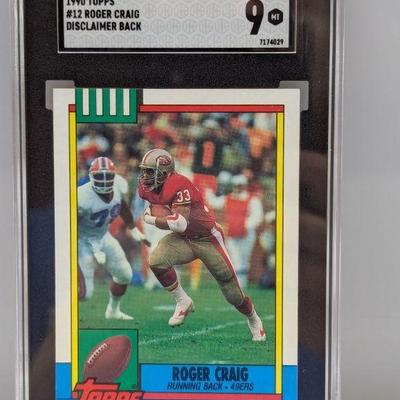 1990 TOPPS
#12 ROGER CRAIG
DISCLAIMER BACK
9 MT
7174029
33
ROGER CRAIG
RUNNING BACK • 49ERS
TOPPS